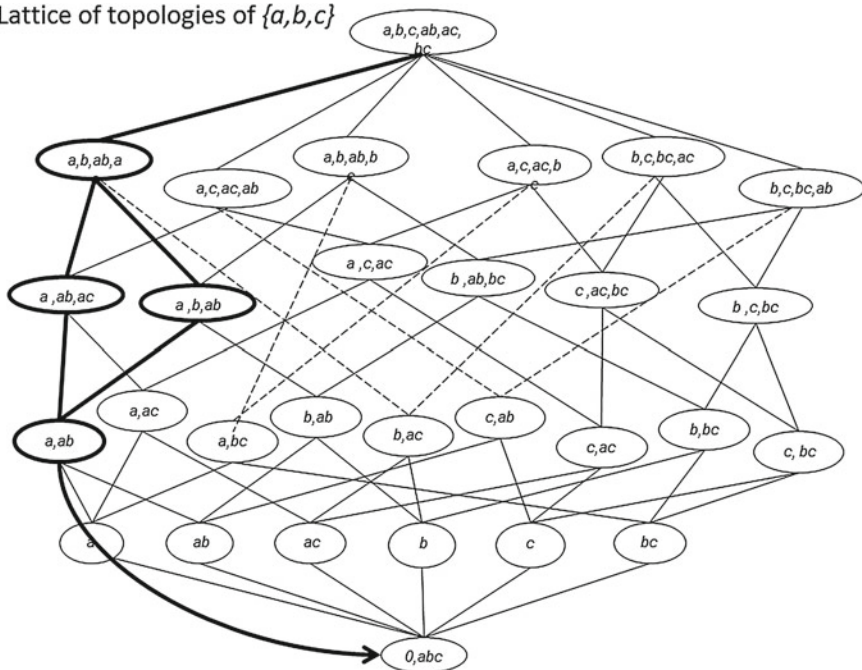 Lattice of topologies of {a,b,c}
a,b,c,ab,ac,
bc
a,b,ab,a
a,c,ac,ab
a,b,ab,b
c
a,c,ac,b
c
b,c,bc,ac
b,c,bc,ab
a ,ab,ac
a ,b,ab
a ,c,ac
b ,ab,bc
c ,ac,bc
b ,c,bc
a,ab
a,ac
a,bc
b,ab
b,ac
c,ab
c,ac
b,bc
c, bc
a
ab
ac
b
c
bc
0,abc